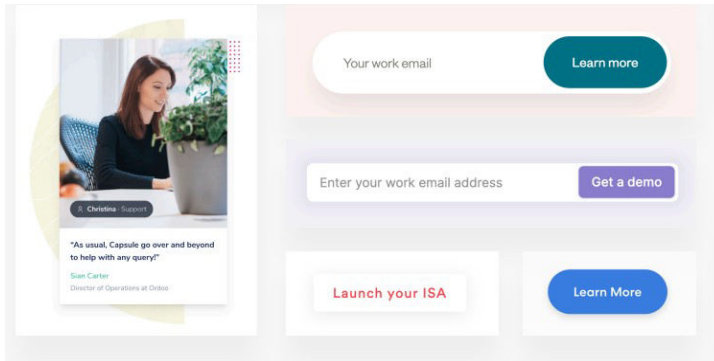 Christina · Support
“As usual, Capsule go over and beyond
to help with any query!”
Sian Carter
Director of Operations at Ordoo
Your work email
Learn more
Enter your work email address
Get a demo
Launch your ISA
Learn More